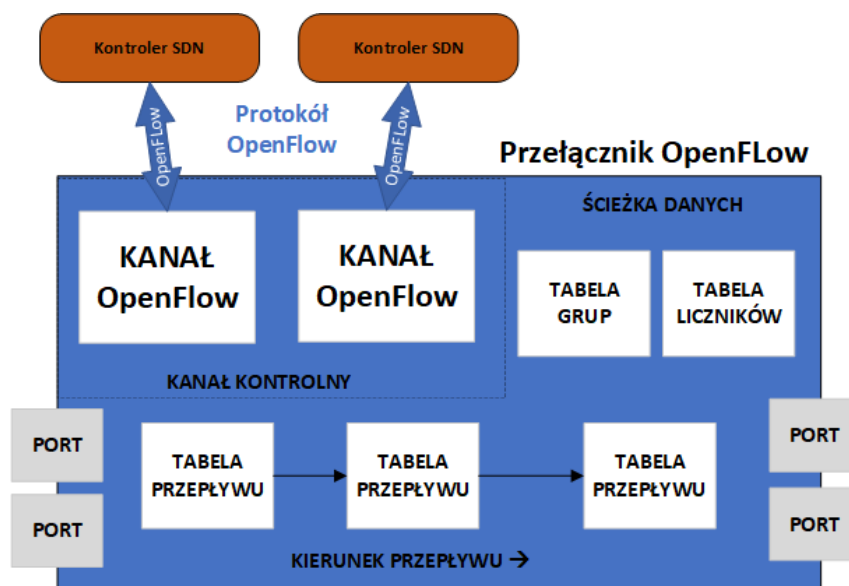 Kontroler SDN
Kontroler SDN
OpenFLow
Protokół
OpenFlow
OpenFLow
Przełącznik OpenFLow
KANAŁ
OpenFlow
KANAŁ
OpenFlow
KANAŁ KONTROLNY
ŚCIEŻKA DANYCH
TABELA
GRUP
TABELA
LICZNIKÓW
PORT
PORT
TABELA
PRZEPŁYWU
TABELA
PRZEPŁYWU
TABELA
PRZEPŁYWU
PORT
PORT
KIERUNEK PRZEPŁYWU →